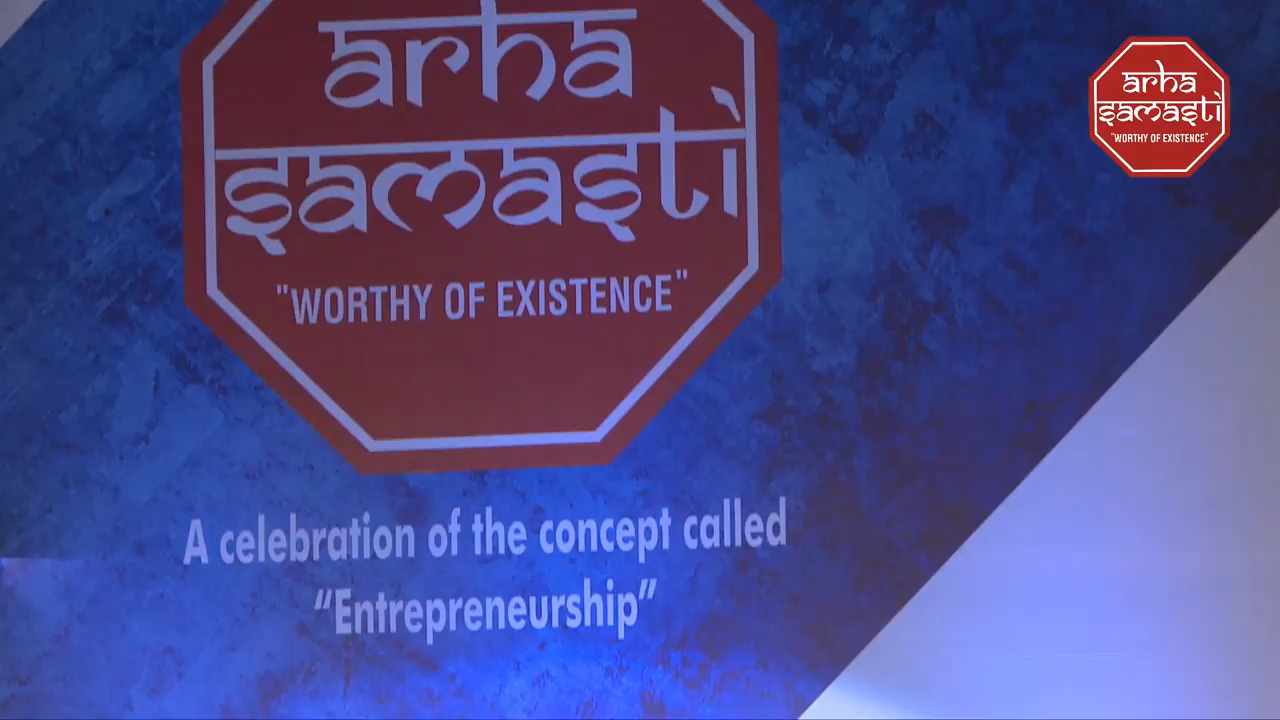 arha
samasti
"WORTHY OF EXISTENCE"
A celebration of the concept called
“Entrepreneurship”
arha
samasti
"WORTHY OF EXISTENCE"